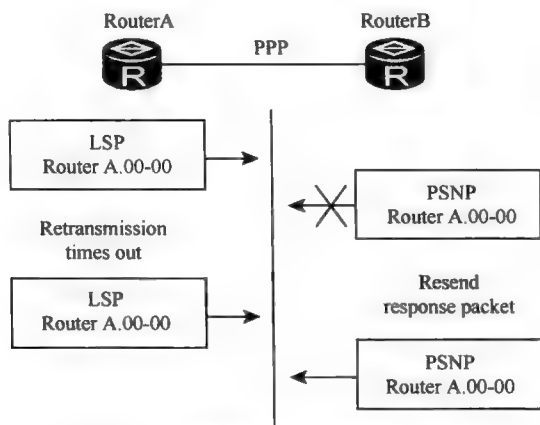 RouterA
RouterB
PPP
R
R
LSP
Router A.00-00
PSNP
Router A.00-00
Retransmission
times out
LSP
Router A.00-00
Resend
response packet
PSNP
Router A.00-00